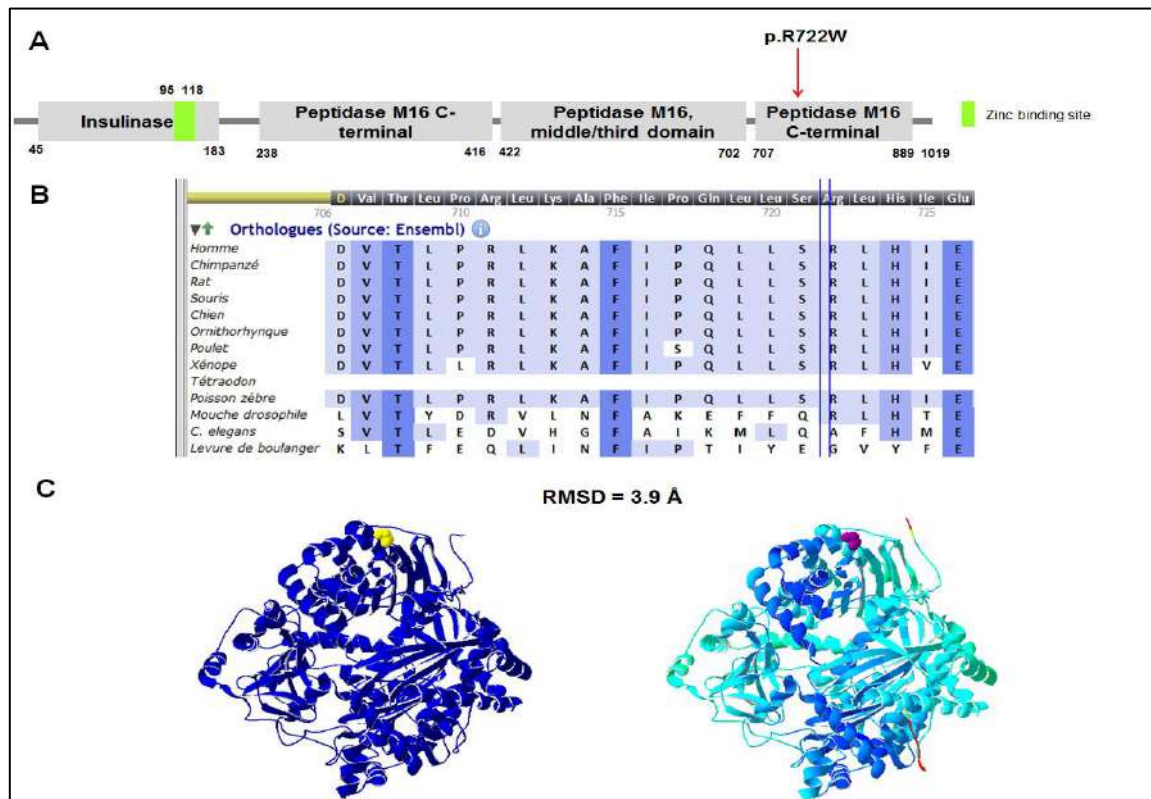 A
p.R722W
95 118
Insulinase
Peptidase M16 C-
terminal
Peptidase M16,
middle/third domain
Peptidase M16
C-terminal
Zinc binding site
45
183
238
416
422
702
707
889
1019
B
D Val Thr Leu Pro Arg Leu Lys Ala Phe Ile Pro Gln Leu Leu Ser Arg Leu His Ile Glu
706 710 715 720 725
Orthologues (Source: Ensembl) i
Homme D V T L P R L K A F I P Q L L S R L H I E
Chimpanzé D V T L P R L K A F I P Q L L S R L H I E
Rat D V T L P R L K A F I P Q L L S R L H I E
Souris D V T L P R L K A F I P Q L L S R L H I E
Chien D V T L P R L K A F I P Q L L S R L H I E
Ornithorhynque D V T L P R L K A F I P Q L L S R L H I E
Poulet D V T L P R L K A F I S Q L L S R L H I E
Xénope D V T L L R L K A F I P Q L L S R L H V E
Tétraodon
Poisson zèbre D V T L P R L K A F I P Q L L S R L H I E
Mouche drosophile L V T Y D R V L N F A K E F F Q R L H T E
C. elegans S V T L E D V H G F A I K M L Q A F H M E
Levure de boulanger K L T F E Q L I N F I P T I Y E G V Y F E
C
RMSD = 3.9 Å